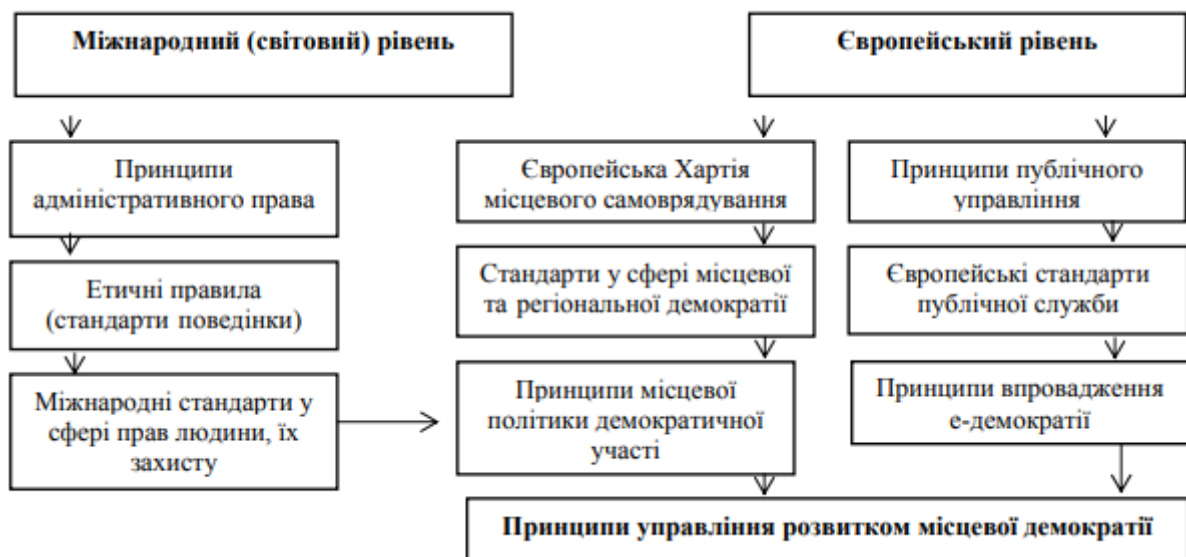 Міжнародний (світовий) рівень
Європейський рівень
Принципи
адміністративного права
Європейська Хартія
місцевого самоврядування
Принципи публічного
управління
Етичні правила
(стандарти поведінки)
Стандарти у сфері місцевої
та регіональної демократії
Європейські стандарти
публічної служби
Міжнародні стандарти у
сфері прав людини, їх
захисту
Принципи місцевої
політики демократичної
участі
Принципи впровадження
е-демократії
Принципи управління розвитком місцевої демократії